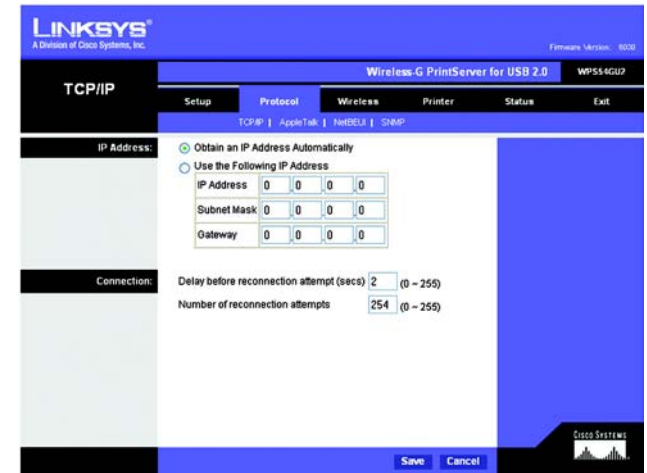 LINKSYS®
A Division of Cisco Systems, Inc.
Firmware Version: 6030
Wireless-G PrintServer for USB 2.0 WPS54GU2
TCP/IP
Setup Protocol Wireless Printer Status Exit
TCP/IP | AppleTalk | NetBEUI | SNMP
IP Address:
Obtain an IP Address Automatically
Use the Following IP Address
IP Address 0 .0 .0 .0
Subnet Mask 0 .0 .0 .0
Gateway 0 .0 .0 .0
Connection:
Delay before reconnection attempt (secs) 2 (0 ~ 255)
Number of reconnection attempts 254 (0 ~ 255)
CISCO SYSTEMS
Save Cancel